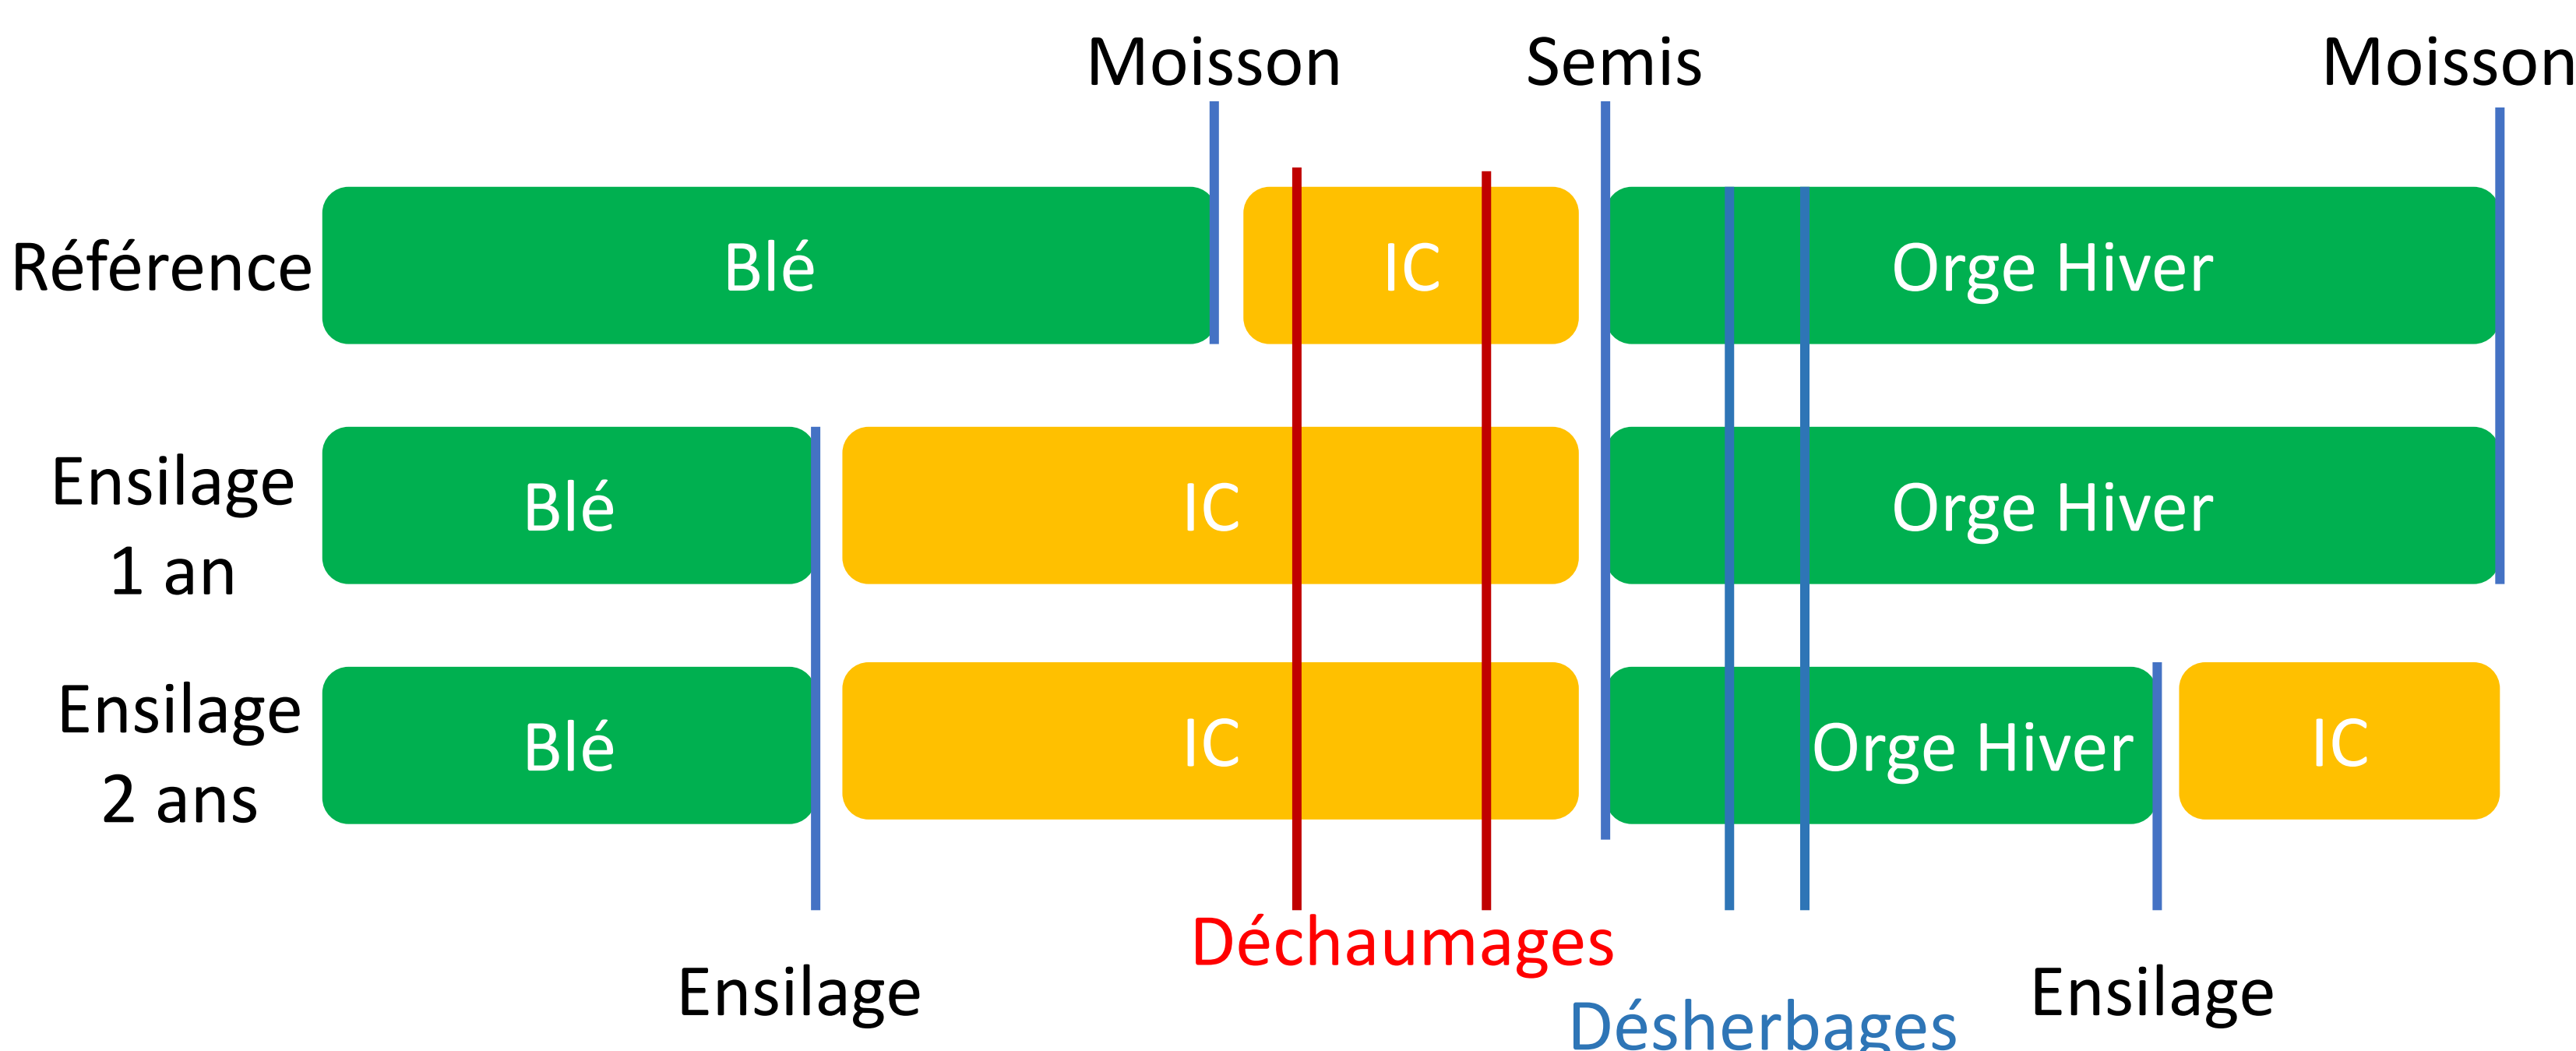 Moisson
Semis
Moisson
Référence
Blé
IC
Orge Hiver
Ensilage
1 an
Blé
IC
Orge Hiver
Ensilage
2 ans
Blé
IC
Orge Hiver
IC
Déchaumages
Ensilage
Ensilage
Désherbages